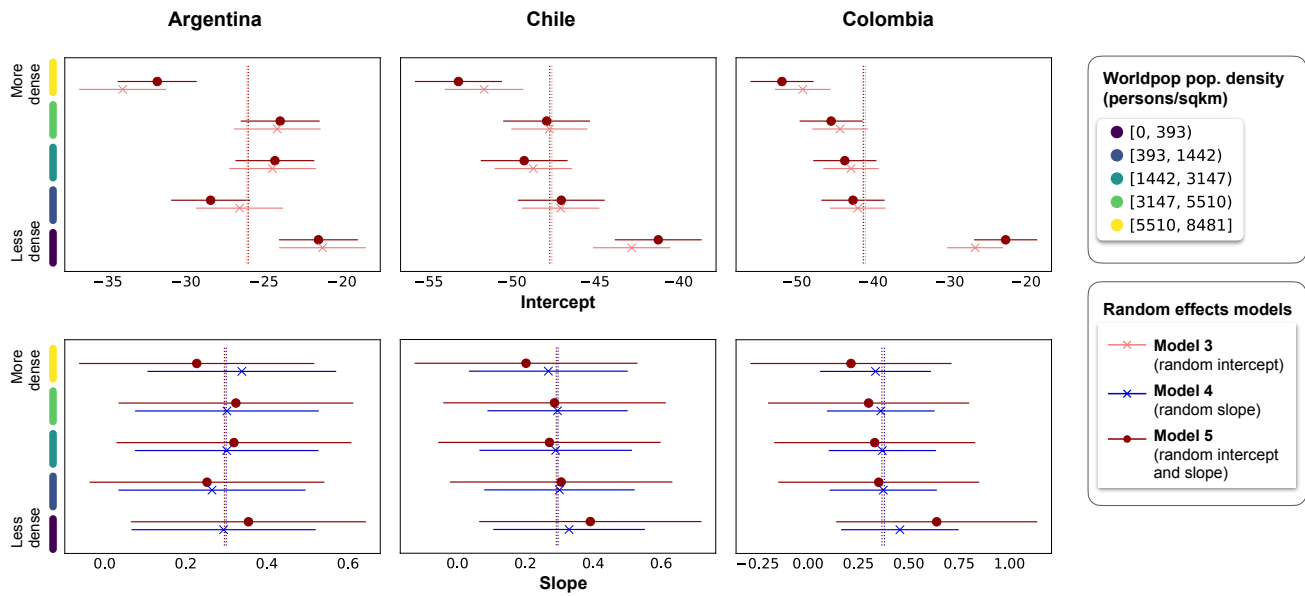 Argentina
Chile
Colombia
More
dense
Less
dense
−35
−30
−25
−20
−55
−50
−45
−40
−50
−40
−30
−20
Intercept
More
dense
Less
dense
0.0
0.2
0.4
0.6
0.0
0.2
0.4
0.6
−0.25
0.00
0.25
0.50
0.75
1.00
Slope
Worldpop pop. density
(persons/sqkm)
[0, 393)
[393, 1442)
[1442, 3147)
[3147, 5510)
[5510, 8481]
Random effects models
Model 3
(random intercept)
Model 4
(random slope)
Model 5
(random intercept
and slope)